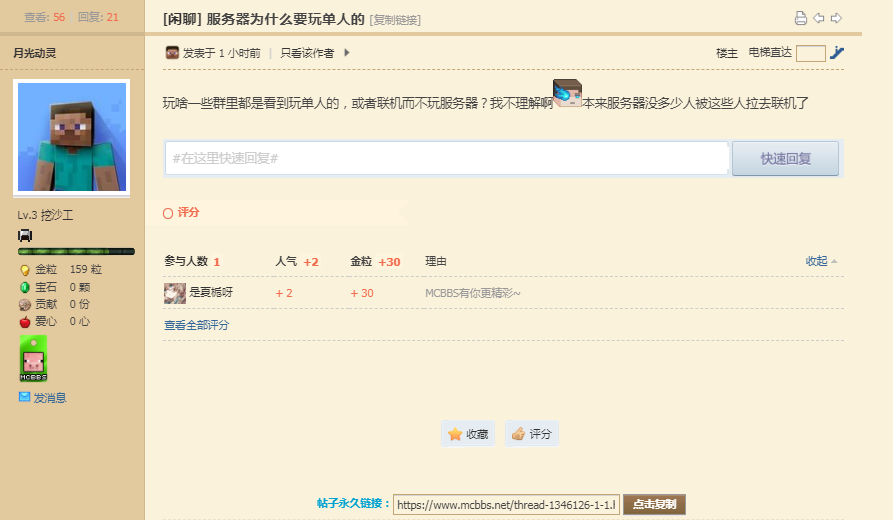 查看: 56 回复: 21
[闲聊] 服务器为什么要玩单人的 [复制链接]
月光动灵
发表于 1 小时前 | 只看该作者
楼主 电梯直达
玩啥一些群里都是看到玩单人的，或者联机而不玩服务器？我不理解啊本来服务器没多少人被这些人拉去联机了
#在这里快速回复#
快速回复
Lv.3 挖沙工
金粒 159 粒
宝石 0 颗
贡献 0 份
爱心 0 心
MCBBS
发消息
评分
参与人数 1 人气 +2 金粒 +30 理由 收起
是夏栀呀 + 2 + 30 MCBBS有你更精彩~
查看全部评分
收藏 评分
帖子永久链接： https://www.mcbbs.net/thread-1346126-1-1.l 点击复制